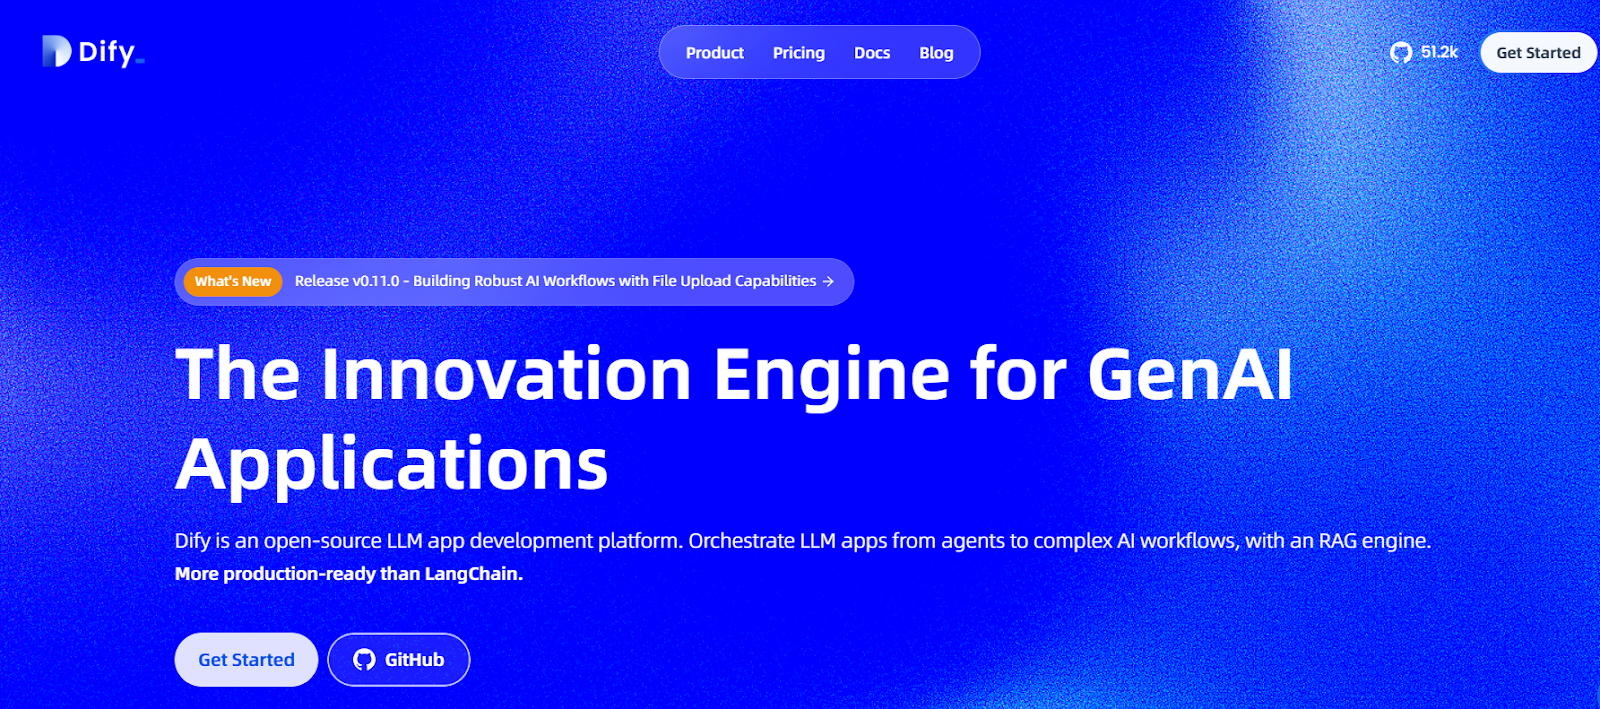 Dify_
Product Pricing Docs Blog
51.2k
Get Started
What's New Release v0.11.0 – Building Robust AI Workflows with File Upload Capabilities →
The Innovation Engine for GenAI
Applications
Dify is an open-source LLM app development platform. Orchestrate LLM apps from agents to complex AI workflows, with an RAG engine.
More production-ready than LangChain.
Get Started
GitHub